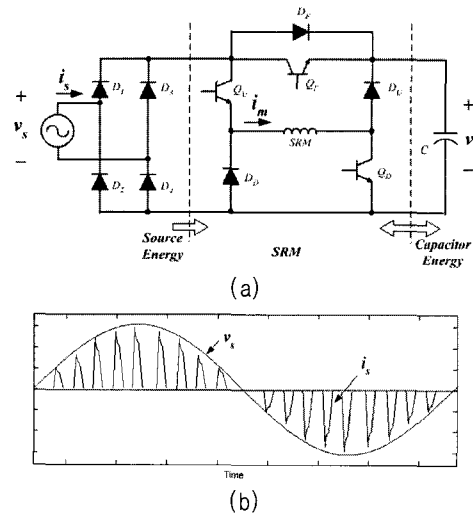 D_F
i_s
D_1
D_3
Q_U
Q_F
D_U
+
v_s
−
i_m
SRM
C
+
v
−
D_2
D_4
D_D
Q_D
Source
Energy
SRM
Capacitor
Energy
(a)
v_s
i_s
Time
(b)